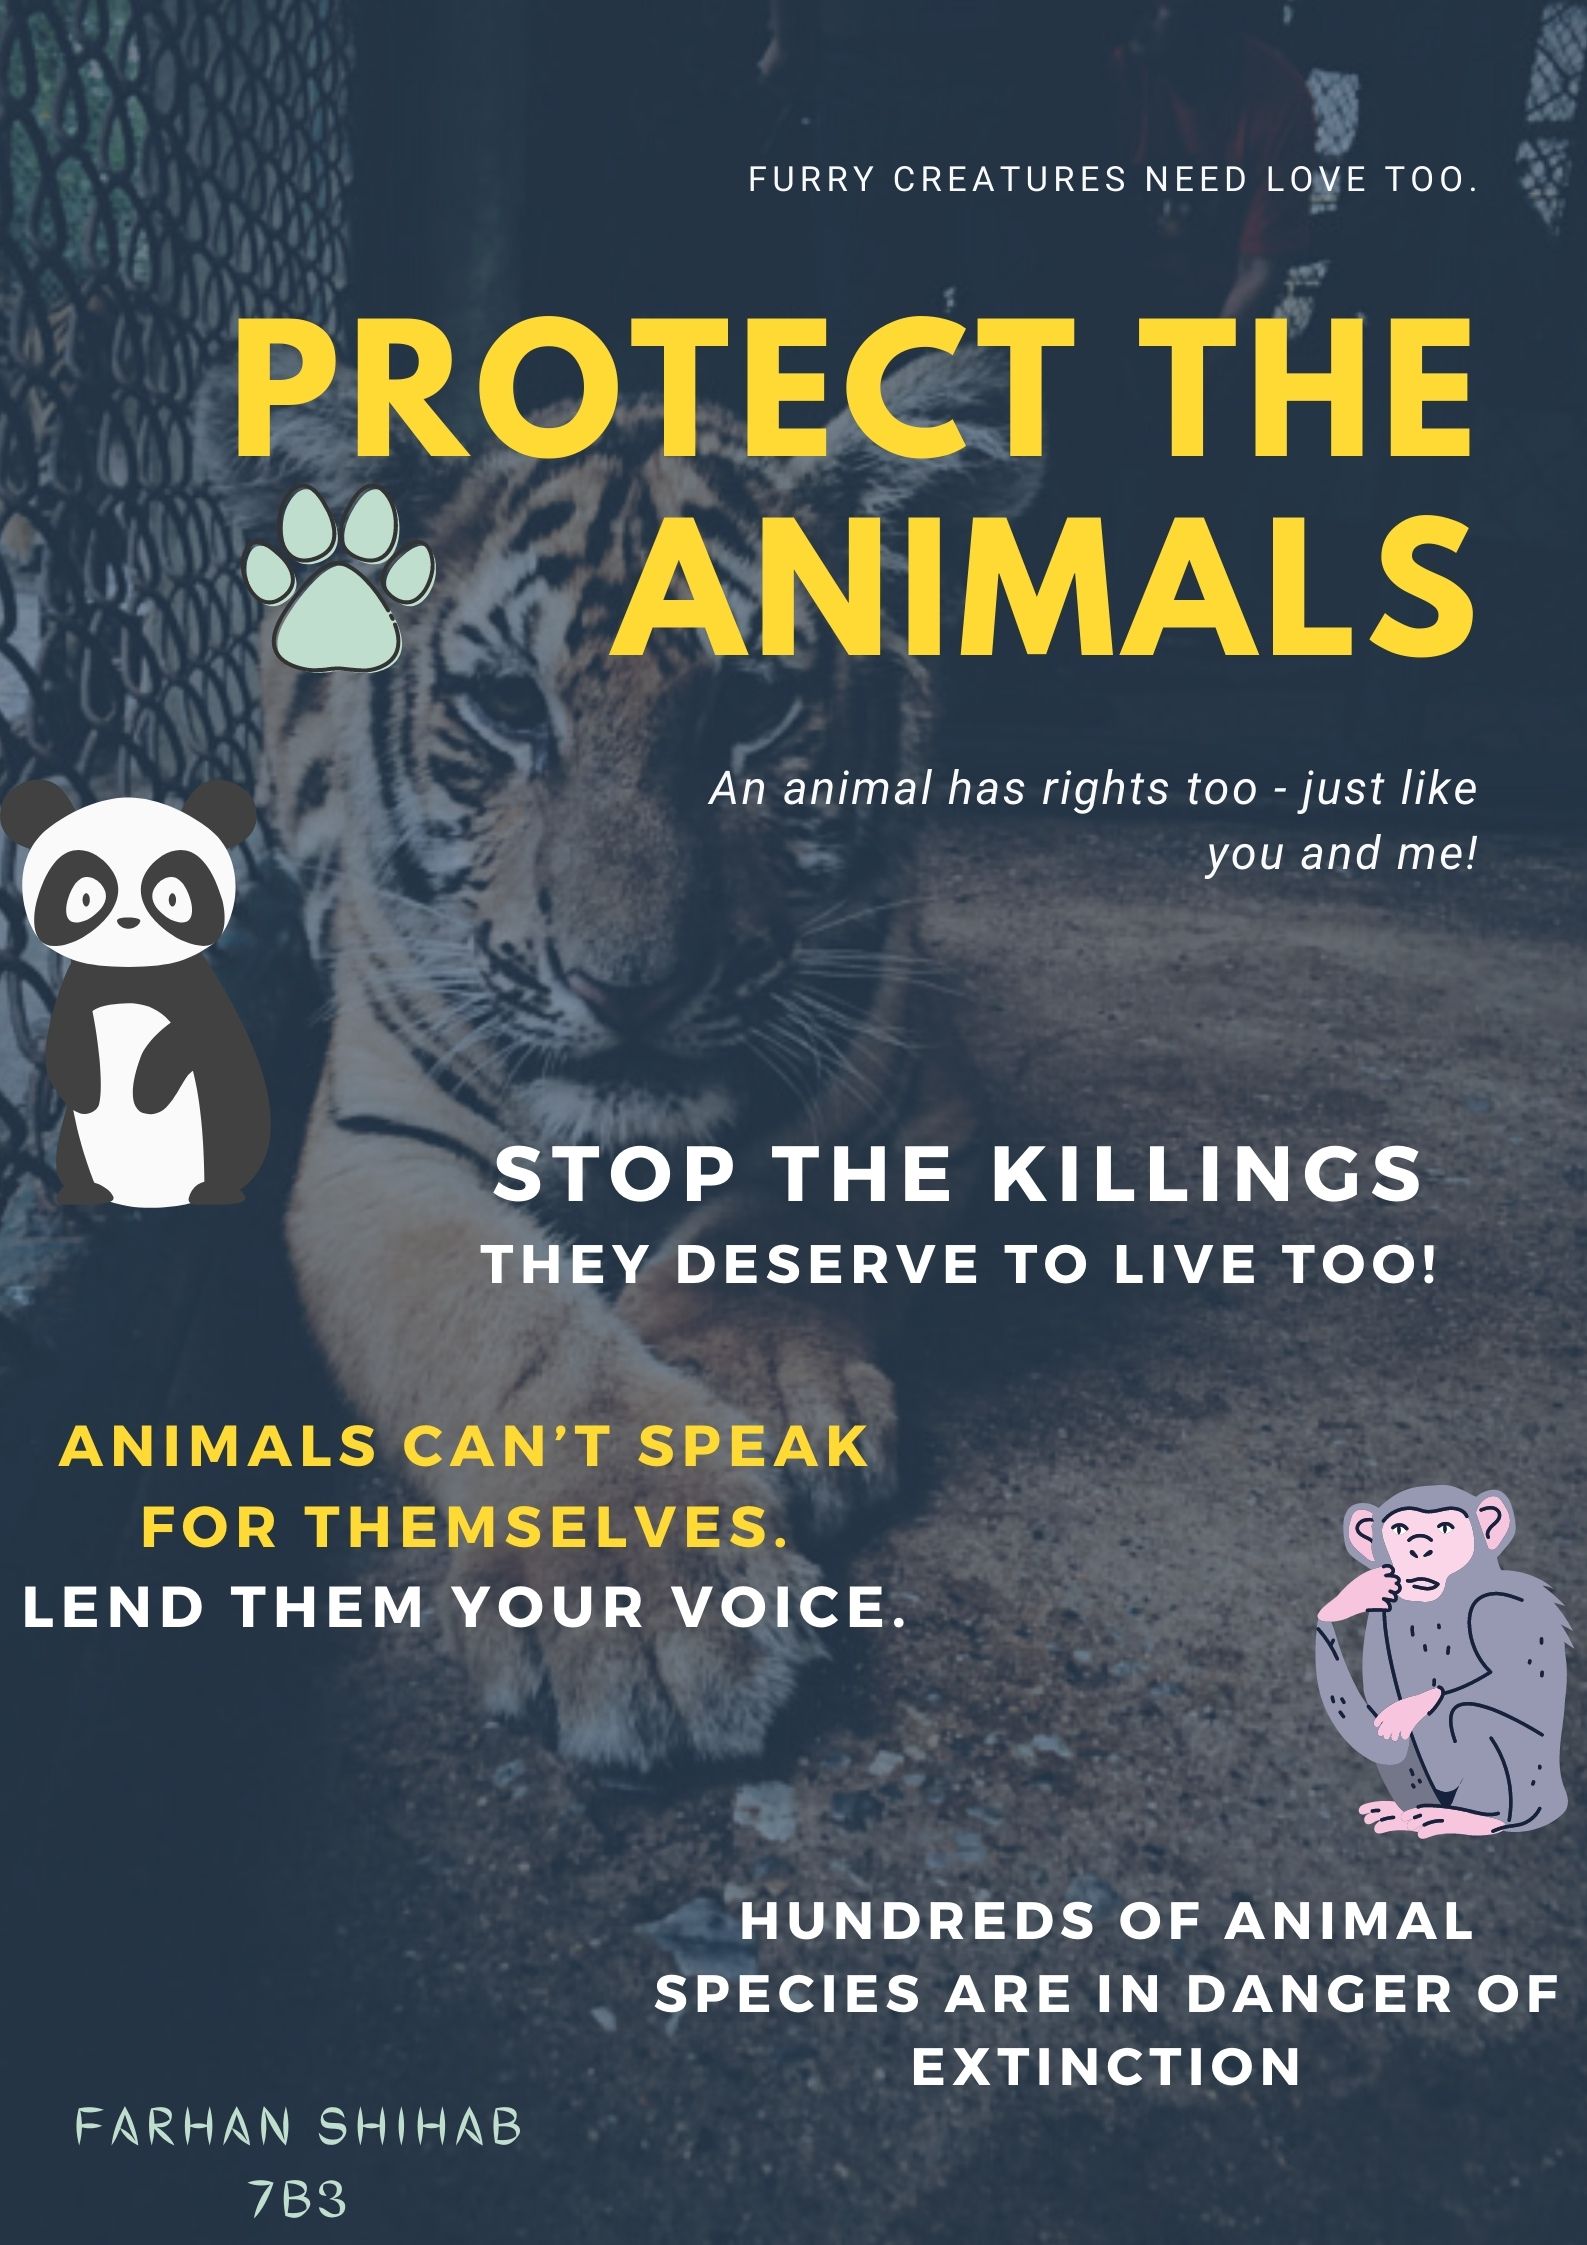 FURRY CREATURES NEED LOVE TOO.
PROTECT THE
ANIMALS
An animal has rights too - just like
you and me!
STOP THE KILLINGS
THEY DESERVE TO LIVE TOO!
ANIMALS CAN'T SPEAK
FOR THEMSELVES.
LEND THEM YOUR VOICE.
HUNDREDS OF ANIMAL
SPECIES ARE IN DANGER OF
EXTINCTION
FARHAN SHIHAB
7B3